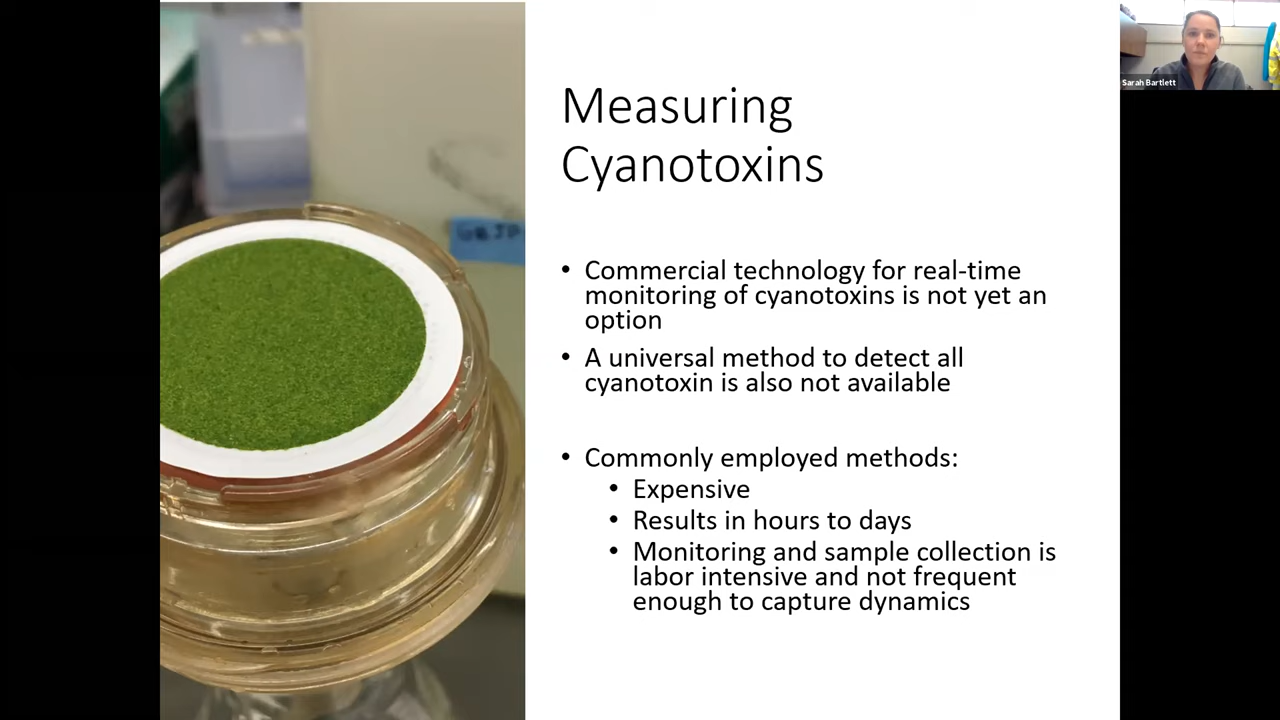 Sarah Bartlett
Measuring
Cyanotoxins
• Commercial technology for real-time
monitoring of cyanotoxins is not yet an
option
• A universal method to detect all
cyanotoxin is also not available
• Commonly employed methods:
• Expensive
• Results in hours to days
• Monitoring and sample collection is
labor intensive and not frequent
enough to capture dynamics